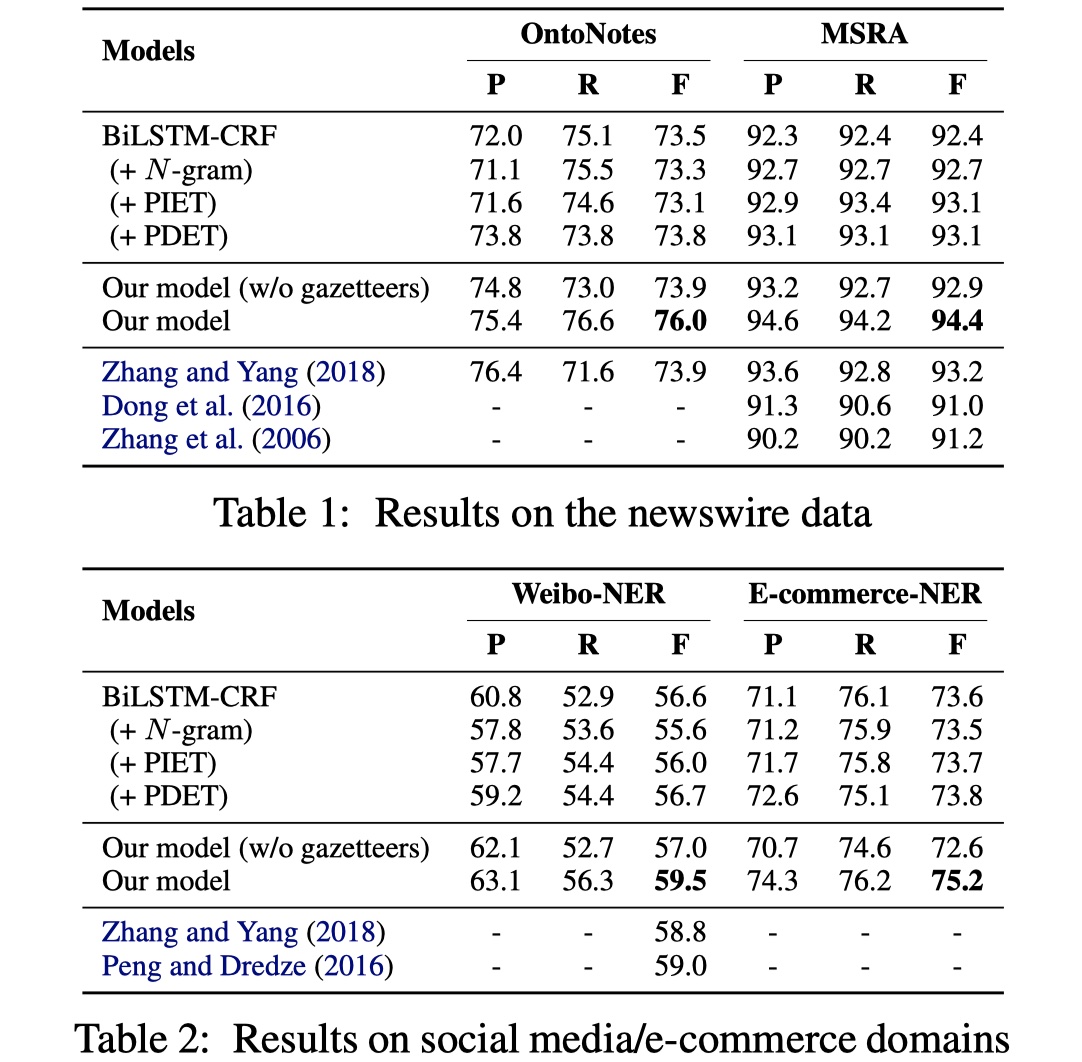 Models OntoNotes MSRA
P R F P R F
BiLSTM-CRF 72.0 75.1 73.5 92.3 92.4 92.4
(+ N-gram) 71.1 75.5 73.3 92.7 92.7 92.7
(+ PIET) 71.6 74.6 73.1 92.9 93.4 93.1
(+ PDET) 73.8 73.8 73.8 93.1 93.1 93.1
Our model (w/o gazetteers) 74.8 73.0 73.9 93.2 92.7 92.9
Our model 75.4 76.6 76.0 94.6 94.2 94.4
Zhang and Yang (2018) 76.4 71.6 73.9 93.6 92.8 93.2
Dong et al. (2016) - - - 91.3 90.6 91.0
Zhang et al. (2006) - - - 90.2 90.2 91.2
Table 1: Results on the newswire data
Models Weibo-NER E-commerce-NER
P R F P R F
BiLSTM-CRF 60.8 52.9 56.6 71.1 76.1 73.6
(+ N-gram) 57.8 53.6 55.6 71.2 75.9 73.5
(+ PIET) 57.7 54.4 56.0 71.7 75.8 73.7
(+ PDET) 59.2 54.4 56.7 72.6 75.1 73.8
Our model (w/o gazetteers) 62.1 52.7 57.0 70.7 74.6 72.6
Our model 63.1 56.3 59.5 74.3 76.2 75.2
Zhang and Yang (2018) - - 58.8 - - -
Peng and Dredze (2016) - - 59.0 - - -
Table 2: Results on social media/e-commerce domains